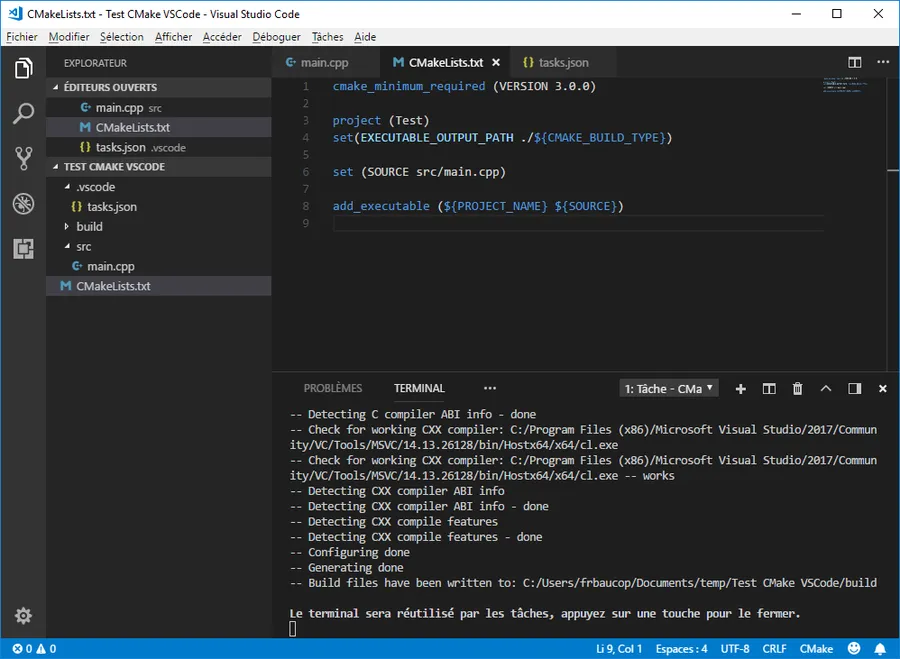 CMakeLists.txt - Test CMake VSCode - Visual Studio Code
Fichier Modifier Sélection Afficher Accéder Déboguer Tâches Aide
EXPLORATEUR
ÉDITEURS OUVERTS
main.cpp src
CMakeLists.txt
tasks.json .vscode
TEST CMAKE VSCODE
.vscode
{} tasks.json
build
src
main.cpp
CMakeLists.txt
main.cpp CMakeLists.txt {} tasks.json
1 cmake_minimum_required (VERSION 3.0.0)
2
3 project (Test)
4 set(EXECUTABLE_OUTPUT_PATH ./${CMAKE_BUILD_TYPE})
5
6 set (SOURCE src/main.cpp)
7
8 add_executable (${PROJECT_NAME} ${SOURCE})
9
PROBLÈMES TERMINAL ••• 1: Tâche - CMa
-- Detecting C compiler ABI info - done
-- Check for working CXX compiler: C:/Program Files (x86)/Microsoft Visual Studio/2017/Commun
ity/VC/Tools/MSVC/14.13.26128/bin/Hostx64/x64/cl.exe
-- Check for working CXX compiler: C:/Program Files (x86)/Microsoft Visual Studio/2017/Commun
ity/VC/Tools/MSVC/14.13.26128/bin/Hostx64/x64/cl.exe -- works
-- Detecting CXX compiler ABI info
-- Detecting CXX compiler ABI info - done
-- Detecting CXX compile features
-- Detecting CXX compile features - done
-- Configuring done
-- Generating done
-- Build files have been written to: C:/Users/frbaucop/Documents/temp/Test CMake VSCode/build
Le terminal sera réutilisé par les tâches, appuyez sur une touche pour le fermer.
0 0 Li 9, Col 1 Espaces : 4 UTF-8 CRLF CMake